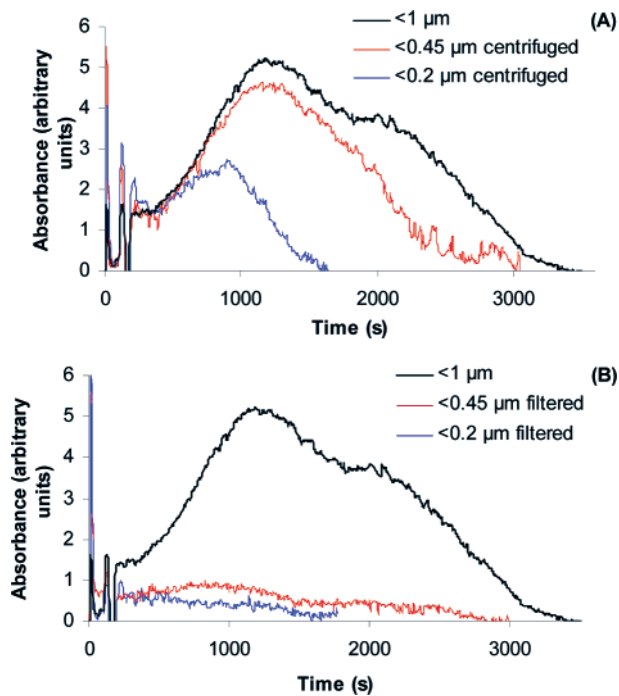 (A)
<1 µm
<0.45 µm centrifuged
<0.2 µm centrifuged
Absorbance (arbitrary
units)
6
5
4
3
2
1
0
0 1000 2000 3000
Time (s)
(B)
<1 µm
<0.45 µm filtered
<0.2 µm filtered
Absorbance (arbitrary
units)
6
5
4
3
2
1
0
0 1000 2000 3000
Time (s)